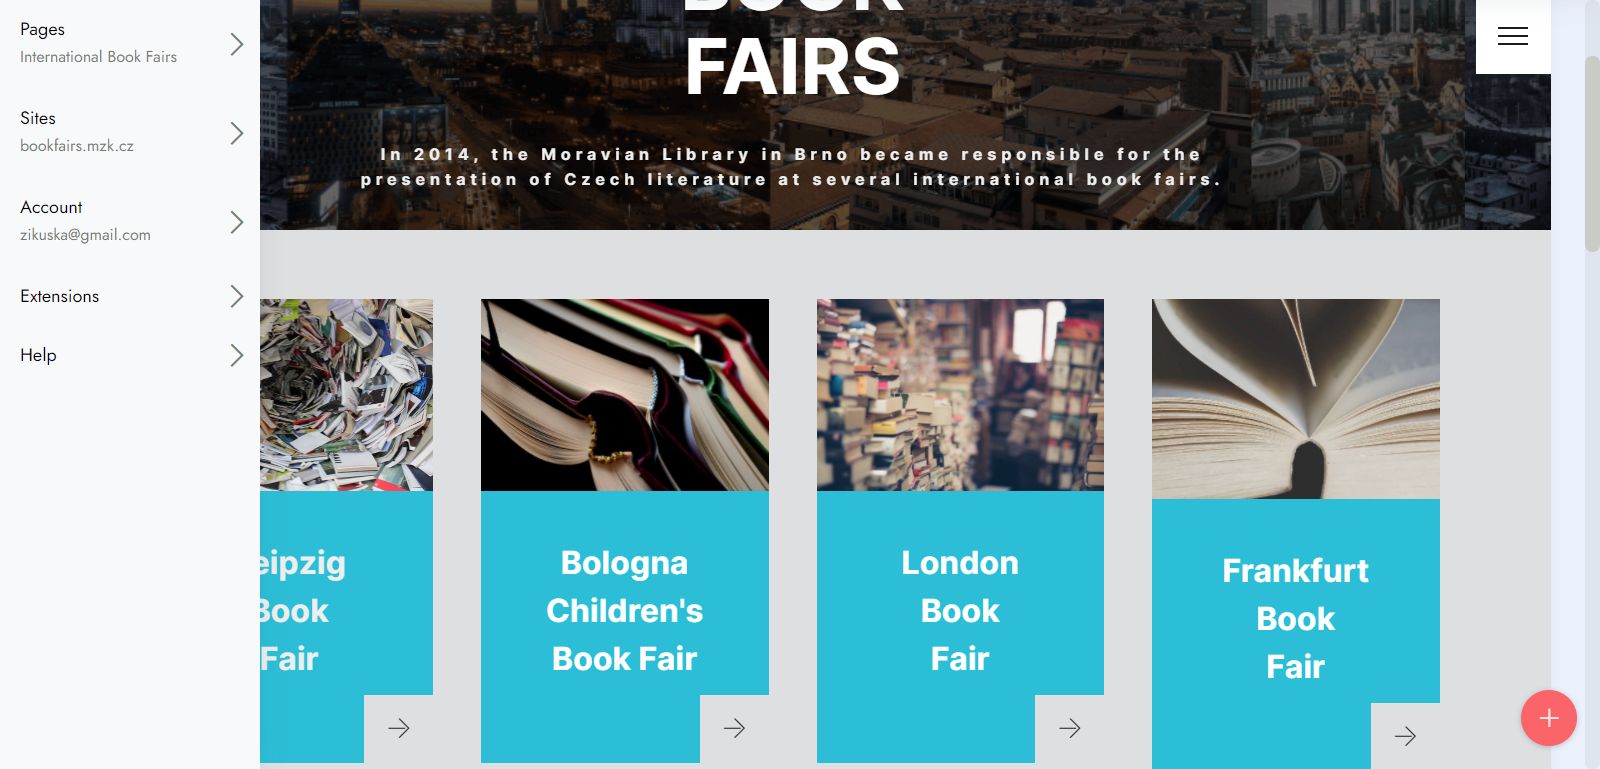 Pages
International Book Fairs
Sites
bookfairs.mzk.cz
Account
zikuska@gmail.com
Extensions
Help
BOOK
FAIRS
In 2014, the Moravian Library in Brno became responsible for the
presentation of Czech literature at several international book fairs.
eipzig
Book
Fair
Bologna
Children's
Book Fair
London
Book
Fair
Frankfurt
Book
Fair